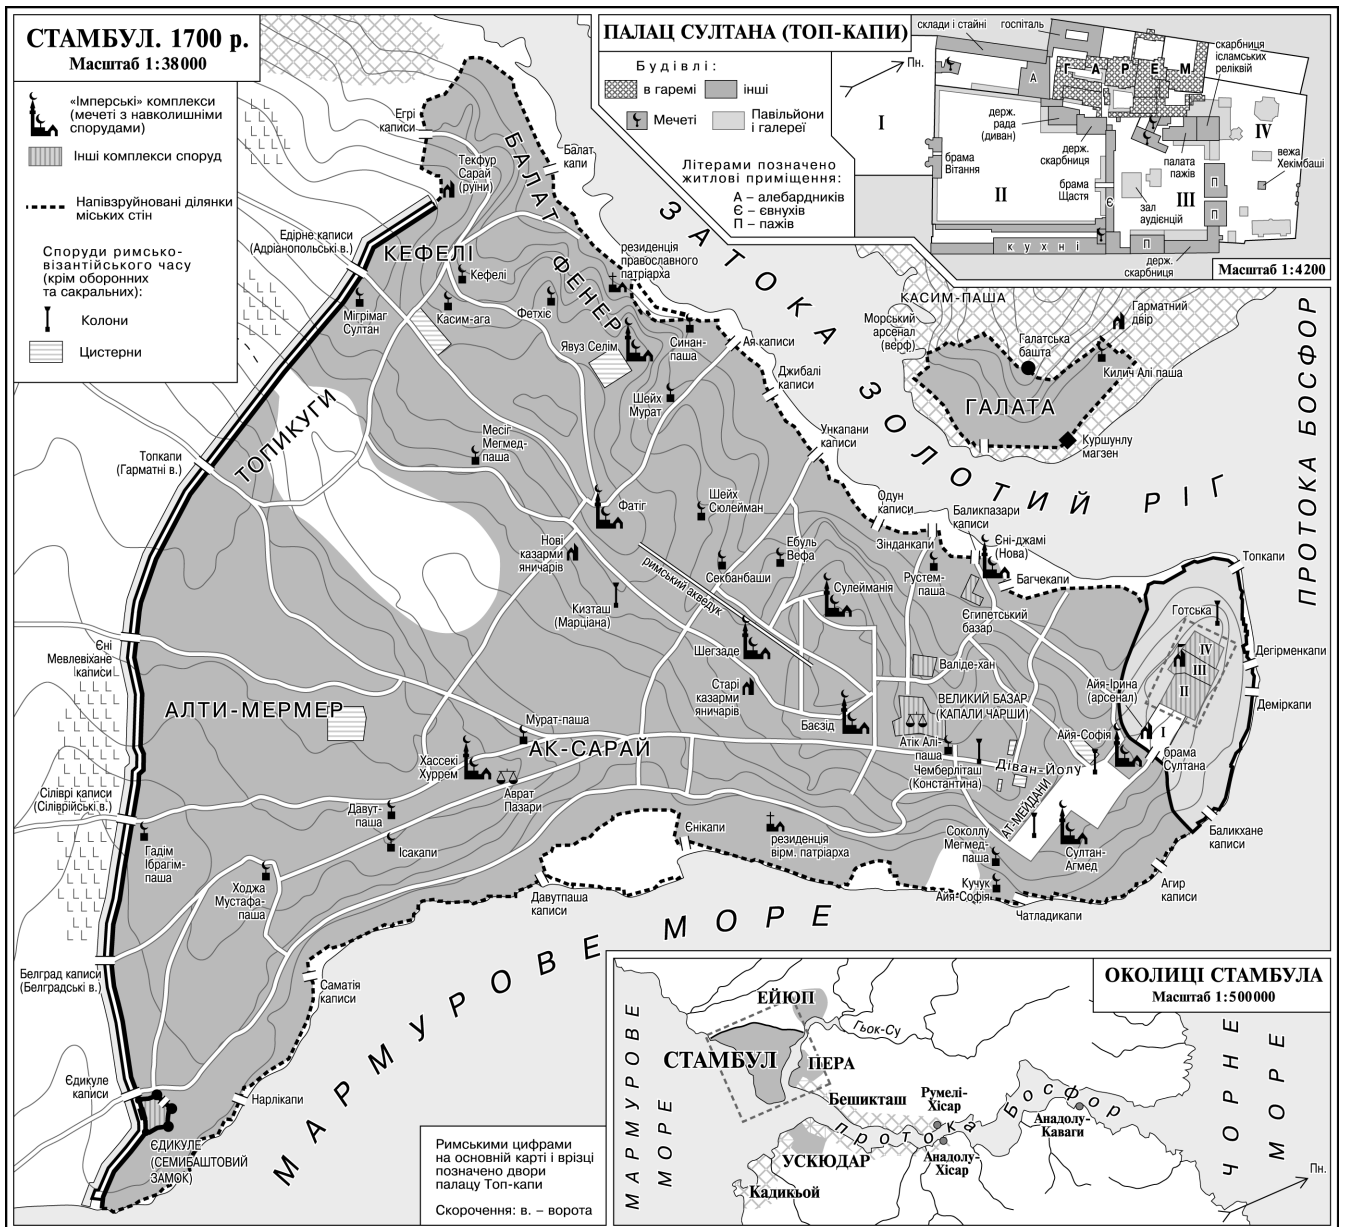 СТАМБУЛ. 1700 р.
Масштаб 1:38000
«Імперські» комплекси
(мечеті з навколишніми
спорудами)
Інші комплекси споруд
Напівзруйновані ділянки
міських стін
Споруди римсько-
візантійського часу
(крім оборонних
та сакральних):
Колони
Цистерни
ПАЛАЦ СУЛТАНА (ТОП-КАПИ)
Будівлі:
в гаремі
інші
Мечеті
Павільйони
і галереї
Літерами позначено
житлові приміщення:
А – алебардників
Є – євнухів
П – пажів
Пн.
склади і стайні
госпіталь
скарбниця
ісламських
реліквій
ГАРЕМ
А
I
II
III
IV
держ.
рада
(диван)
держ.
скарбниця
палата
пажів
вежа
Хекімбаші
брама
Вітання
брама
Щастя
Є
зал
аудієнцій
П
П
П
кухні
держ.
скарбниця
Масштаб 1:4200
Егрі
каписи
БАЛАТ
Балат
капи
Текфур
Сарай
(руїни)
Едірне каписи
(Адріанопольські в.)
КЕФЕЛІ
Кефелі
ФЕНЕР
резиденція
православного
патріарха
ЗАТОКА ЗОЛОТИЙ РІГ
КАСИМ-ПАША
Гарматний
двір
Морський
арсенал
(верф)
Галатська
башта
Килич Алі паша
ГАЛАТА
Куршунлу
магзен
ПРОТОКА БОСФОР
Мігрімаг
Султан
Касим-ага
Фетхіє
Явуз Селім
Синан-
паша
Ая каписи
Джибалі
каписи
Шейх
Мурат
ТОПИКУГИ
Месіг
Мегмед-
паша
Ункапани
каписи
Топкапи
(Гарматні в.)
Фатіг
Шейх
Сюлейман
Одун
каписи
Баликпазари
каписи
Нові
казарми
яничарів
Ебуль
Вефа
Зінданкапи
Єні-джамі
(Нова)
Топкапи
Секбанбаши
римський акведук
Рустем-
паша
Багчекапи
Кизташ
(Марціана)
Сулейманія
Єгипетський
базар
Готська
Єні
Мевлевіхане
каписи
Шегзаде
Валіде-хан
IV
III
II
I
Дегірменкапи
Старі
казарми
яничарів
Айя-Ірина
(арсенал)
Деміркапи
АЛТИ-МЕРМЕР
Мурат-паша
АК-САРАЙ
Баєзід
ВЕЛИКИЙ БАЗАР
(КАПАЛИ ЧАРШИ)
Айя-Софія
Атік Алі-
паша
брама
Султана
Хассекі
Хуррем
Чемберліташ
(Константина)
Діван-Йолу
Аврат
Пазари
Силіврі каписи
(Силіврійські в.)
Давут-
паша
Єнікапи
АТ-МЕЙДАНИ
Баликхане
каписи
Гадім
Ібрагім-
паша
Ісакапи
резиденція
вірм. патріарха
Соколлу
Мегмед-
паша
Султан-
Агмед
Ходжа
Мустафа-
паша
Кучук
Айя-Софія
Агир
каписи
Давутпаша
каписи
Чатладикапи
МАРМУРОВЕ МОРЕ
Белград каписи
(Белградські в.)
Саматія
каписи
Єдикуле
каписи
Нарлікапи
ЄДИКУЛЕ
(СЕМИБАШТОВИЙ
ЗАМОК)
Римськими цифрами
на основній карті і врізці
позначено двори
палацу Топ-капи
Скорочення: в. – ворота
ОКОЛИЦІ СТАМБУЛА
Масштаб 1:500000
МАРМУРОВЕ
МОРЕ
ЕЙЮП
Гьок-Су
СТАМБУЛ
ПЕРА
Бешикташ
Румелі-
Хісар
протока Босфор
Анадолу-
Каваги
Анадолу-
Хісар
УСКЮДАР
Кадикьой
ЧОРНЕ
МОРЕ
Пн.